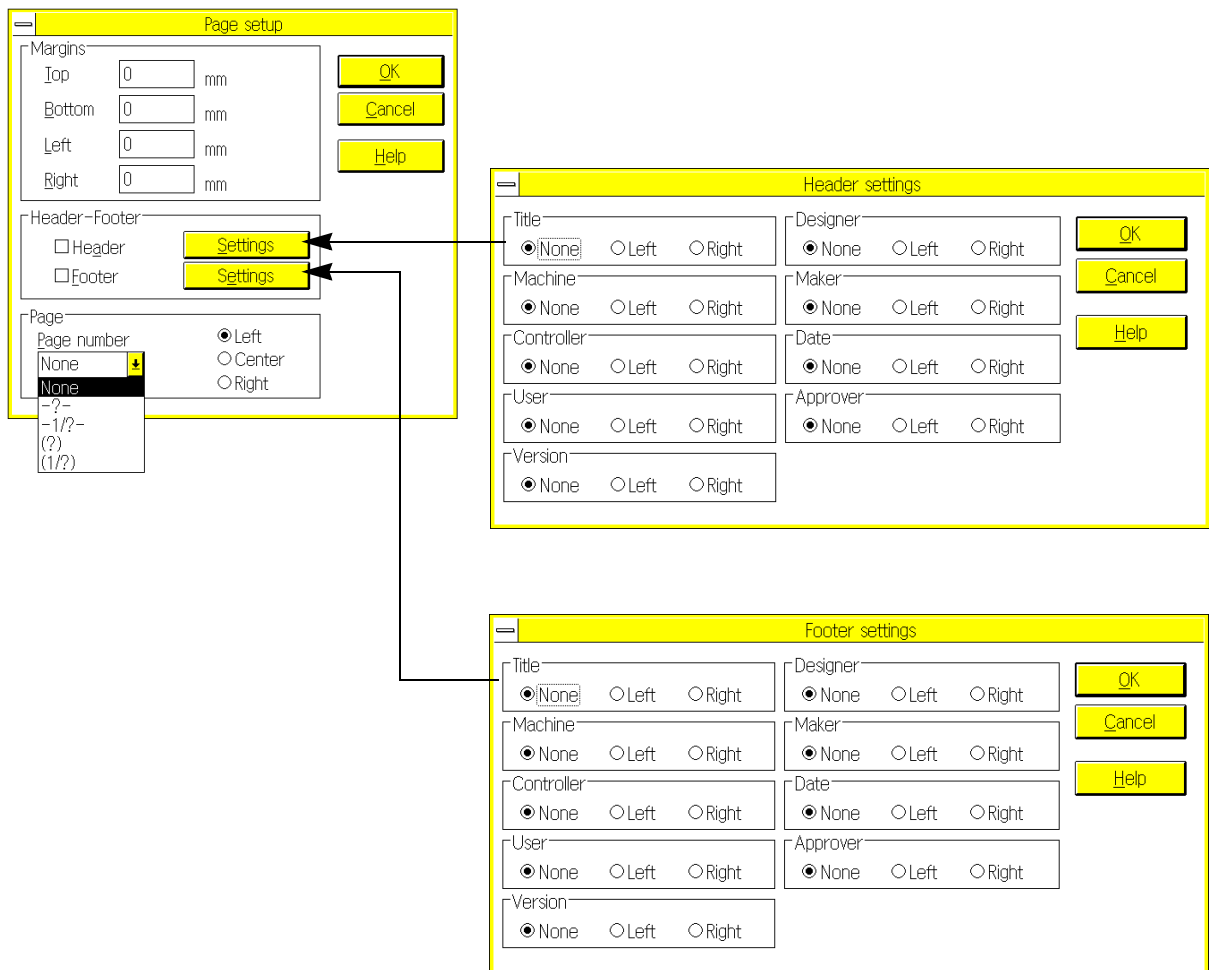 Page setup
Margins
Top 0 mm
Bottom 0 mm
Left 0 mm
Right 0 mm
OK
Cancel
Help
Header-Footer
Header Settings
Footer Settings
Page
Page number
None
None
-?-
-1/?-
(?)
(1/?)
Left
Center
Right
Header settings
Title
None Left Right
Machine
None Left Right
Controller
None Left Right
User
None Left Right
Version
None Left Right
Designer
None Left Right
Maker
None Left Right
Date
None Left Right
Approver
None Left Right
OK
Cancel
Help
Footer settings
Title
None Left Right
Machine
None Left Right
Controller
None Left Right
User
None Left Right
Version
None Left Right
Designer
None Left Right
Maker
None Left Right
Date
None Left Right
Approver
None Left Right
OK
Cancel
Help